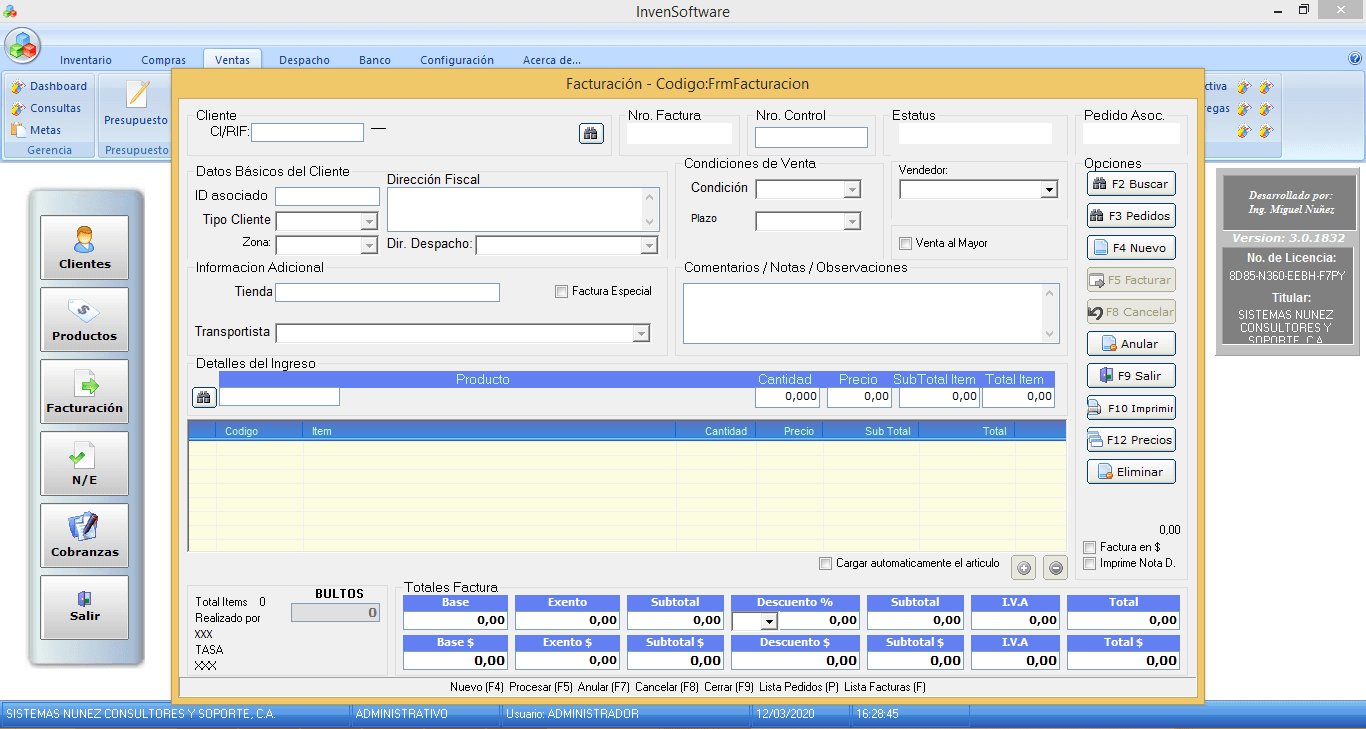 InvenSoftware
Inventario Compras Ventas Despacho Banco Configuración Acerca de...
Dashboard
Consultas
Metas
Gerencia
Presupuesto
Presupuesto
ctiva
egas
Facturación - Codigo:FrmFacturacion
Cliente
CI/RIF:
Nro. Factura
Nro. Control
Estatus
Pedido Asoc.
Datos Básicos del Cliente
ID asociado
Tipo Cliente
Zona:
Dirección Fiscal
Dir. Despacho:
Condiciones de Venta
Condición
Plazo
Vendedor:
Venta al Mayor
Informacion Adicional
Tienda
Factura Especial
Transportista
Comentarios / Notas / Observaciones
Opciones
F2 Buscar
F3 Pedidos
F4 Nuevo
F5 Facturar
F8 Cancelar
Anular
F9 Salir
F10 Imprimir
F12 Precios
Eliminar
0,00
Factura en $
Imprime Nota D.
Detalles del Ingreso
Producto Cantidad Precio SubTotal Item Total Item
0,000 0,00 0,00 0,00
Codigo Item Cantidad Precio Sub Total Total
Cargar automaticamente el articulo
Total Items 0
Realizado por
XXX
TASA
XXX
BULTOS
0
Totales Factura
Base Exento Subtotal Descuento % Subtotal I.V.A Total
0,00 0,00 0,00 0,00 0,00 0,00 0,00
Base $ Exento $ Subtotal $ Descuento $ Subtotal $ I.V.A Total $
0,00 0,00 0,00 0,00 0,00 0,00 0,00
Nuevo (F4) Procesar (F5) Anular (F7) Cancelar (F8) Cerrar (F9) Lista Pedidos (P) Lista Facturas (F)
Clientes
Productos
Facturación
N/E
Cobranzas
Salir
Desarrollado por:
Ing. Miguel Nuñez
Version: 3.0.1832
No. de Licencia:
8D85-N360-EEBH-F7PY
Titular:
SISTEMAS NUNEZ
CONSULTORES Y
SOPORTE, C.A.
SISTEMAS NUNEZ CONSULTORES Y SOPORTE, C.A. ADMINISTRATIVO Usuario: ADMINISTRADOR 12/03/2020 16:28:45